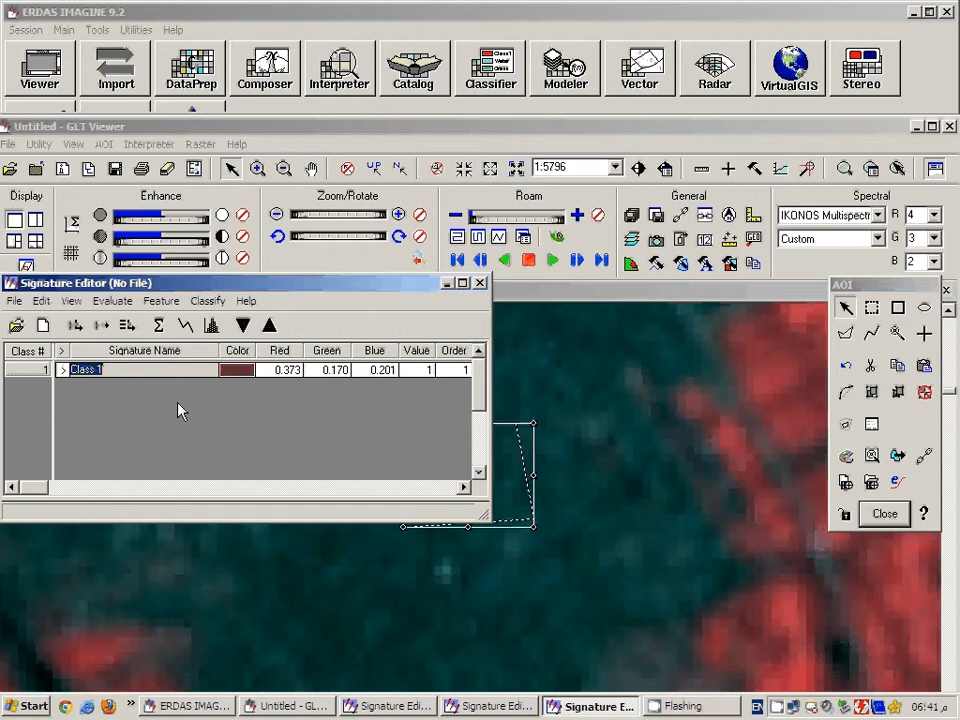 ERDAS IMAGINE 9.2
Session Main Tools Utilities Help
Viewer Import DataPrep Composer Interpreter Catalog Classifier Modeler Vector Radar VirtualGIS Stereo
Untitled - GLT Viewer
File Utility View AOI Interpreter Raster Help
1:5796
Display Enhance Zoom/Rotate Roam General Spectral
IKONOS Multispectr R 4
Custom G 3
B 2
Signature Editor (No File)
AOI
File Edit View Evaluate Feature Classify Help
Class # > Signature Name Color Red Green Blue Value Order
1 > Class 1 0.373 0.170 0.201 1 1
Close ?
Start ERDAS IMAG... Untitled - GL... Signature Edi... Signature Edi... Signature E... Flashing EN 06:41 م